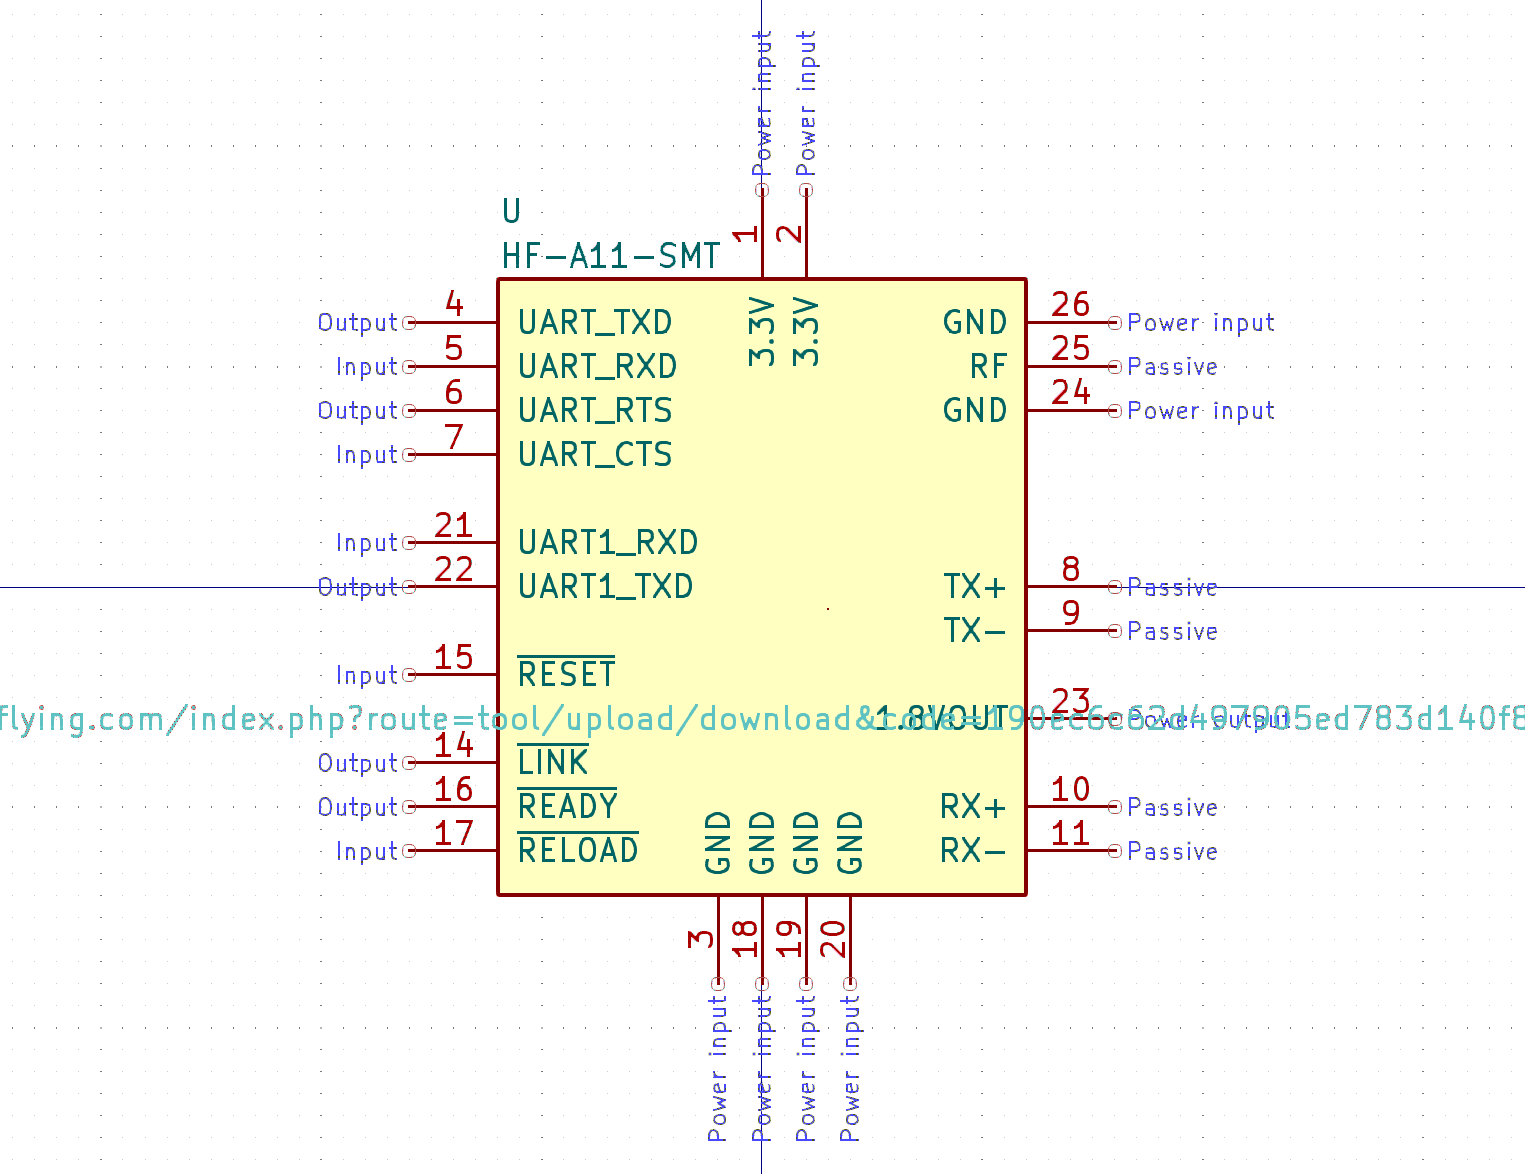 Power input
Power input
U
HF-A11-SMT
1
2
3.3V
3.3V
Output 4 UART_TXD
Input 5 UART_RXD
Output 6 UART_RTS
Input 7 UART_CTS
Input 21 UART1_RXD
Output 22 UART1_TXD
Input 15 RESET
Output 14 LINK
Output 16 READY
Input 17 RELOAD
GND 26 Power input
RF 25 Passive
GND 24 Power input
TX+ 8 Passive
TX- 9 Passive
1.8VOUT 23 Power output
RX+ 10 Passive
RX- 11 Passive
flying.com/index.php?route=tool/upload/download&code=
GND
GND
GND
GND
3
18
19
20
Power input
Power input
Power input
Power input